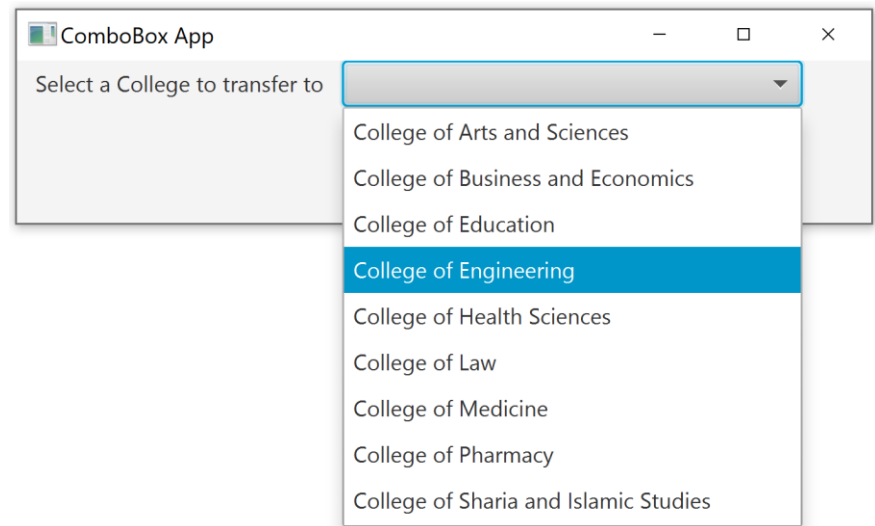 ComboBox App
Select a College to transfer to
College of Arts and Sciences
College of Business and Economics
College of Education
College of Engineering
College of Health Sciences
College of Law
College of Medicine
College of Pharmacy
College of Sharia and Islamic Studies